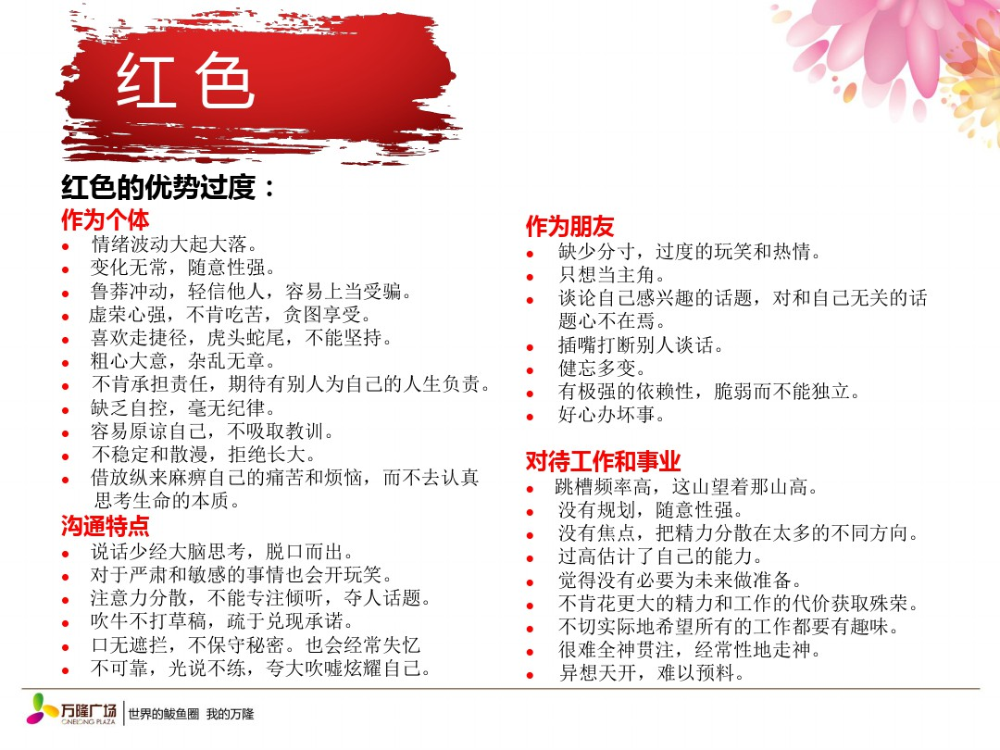 红色
红色的优势过度：
作为个体
• 情绪波动大起大落。
• 变化无常，随意性强。
• 鲁莽冲动，轻信他人，容易上当受骗。
• 虚荣心强，不肯吃苦，贪图享受。
• 喜欢走捷径，虎头蛇尾，不能坚持。
• 粗心大意，杂乱无章。
• 不肯承担责任，期待有别人为自己的人生负责。
• 缺乏自控，毫无纪律。
• 容易原谅自己，不吸取教训。
• 不稳定和散漫，拒绝长大。
• 借放纵来麻痹自己的痛苦和烦恼，而不去认真
思考生命的本质。
沟通特点
• 说话少经大脑思考，脱口而出。
• 对于严肃和敏感的事情也会开玩笑。
• 注意力分散，不能专注倾听，夺人话题。
• 吹牛不打草稿，疏于兑现承诺。
• 口无遮拦，不保守秘密。也会经常失忆
• 不可靠，光说不练，夸大吹嘘炫耀自己。
作为朋友
• 缺少分寸，过度的玩笑和热情。
• 只想当主角。
• 谈论自己感兴趣的话题，对和自己无关的话
题心不在焉。
• 插嘴打断别人谈话。
• 健忘多变。
• 有极强的依赖性，脆弱而不能独立。
• 好心办坏事。
对待工作和事业
• 跳槽频率高，这山望着那山高。
• 没有规划，随意性强。
• 没有焦点，把精力分散在太多的不同方向。
• 过高估计了自己的能力。
• 觉得没有必要为未来做准备。
• 不肯花更大的精力和工作的代价获取殊荣。
• 不切实际地希望所有的工作都要有趣味。
• 很难全神贯注，经常性地走神。
• 异想天开，难以预料。
万隆广场
ONELONG PLAZA
世界的鲅鱼圈 我的万隆